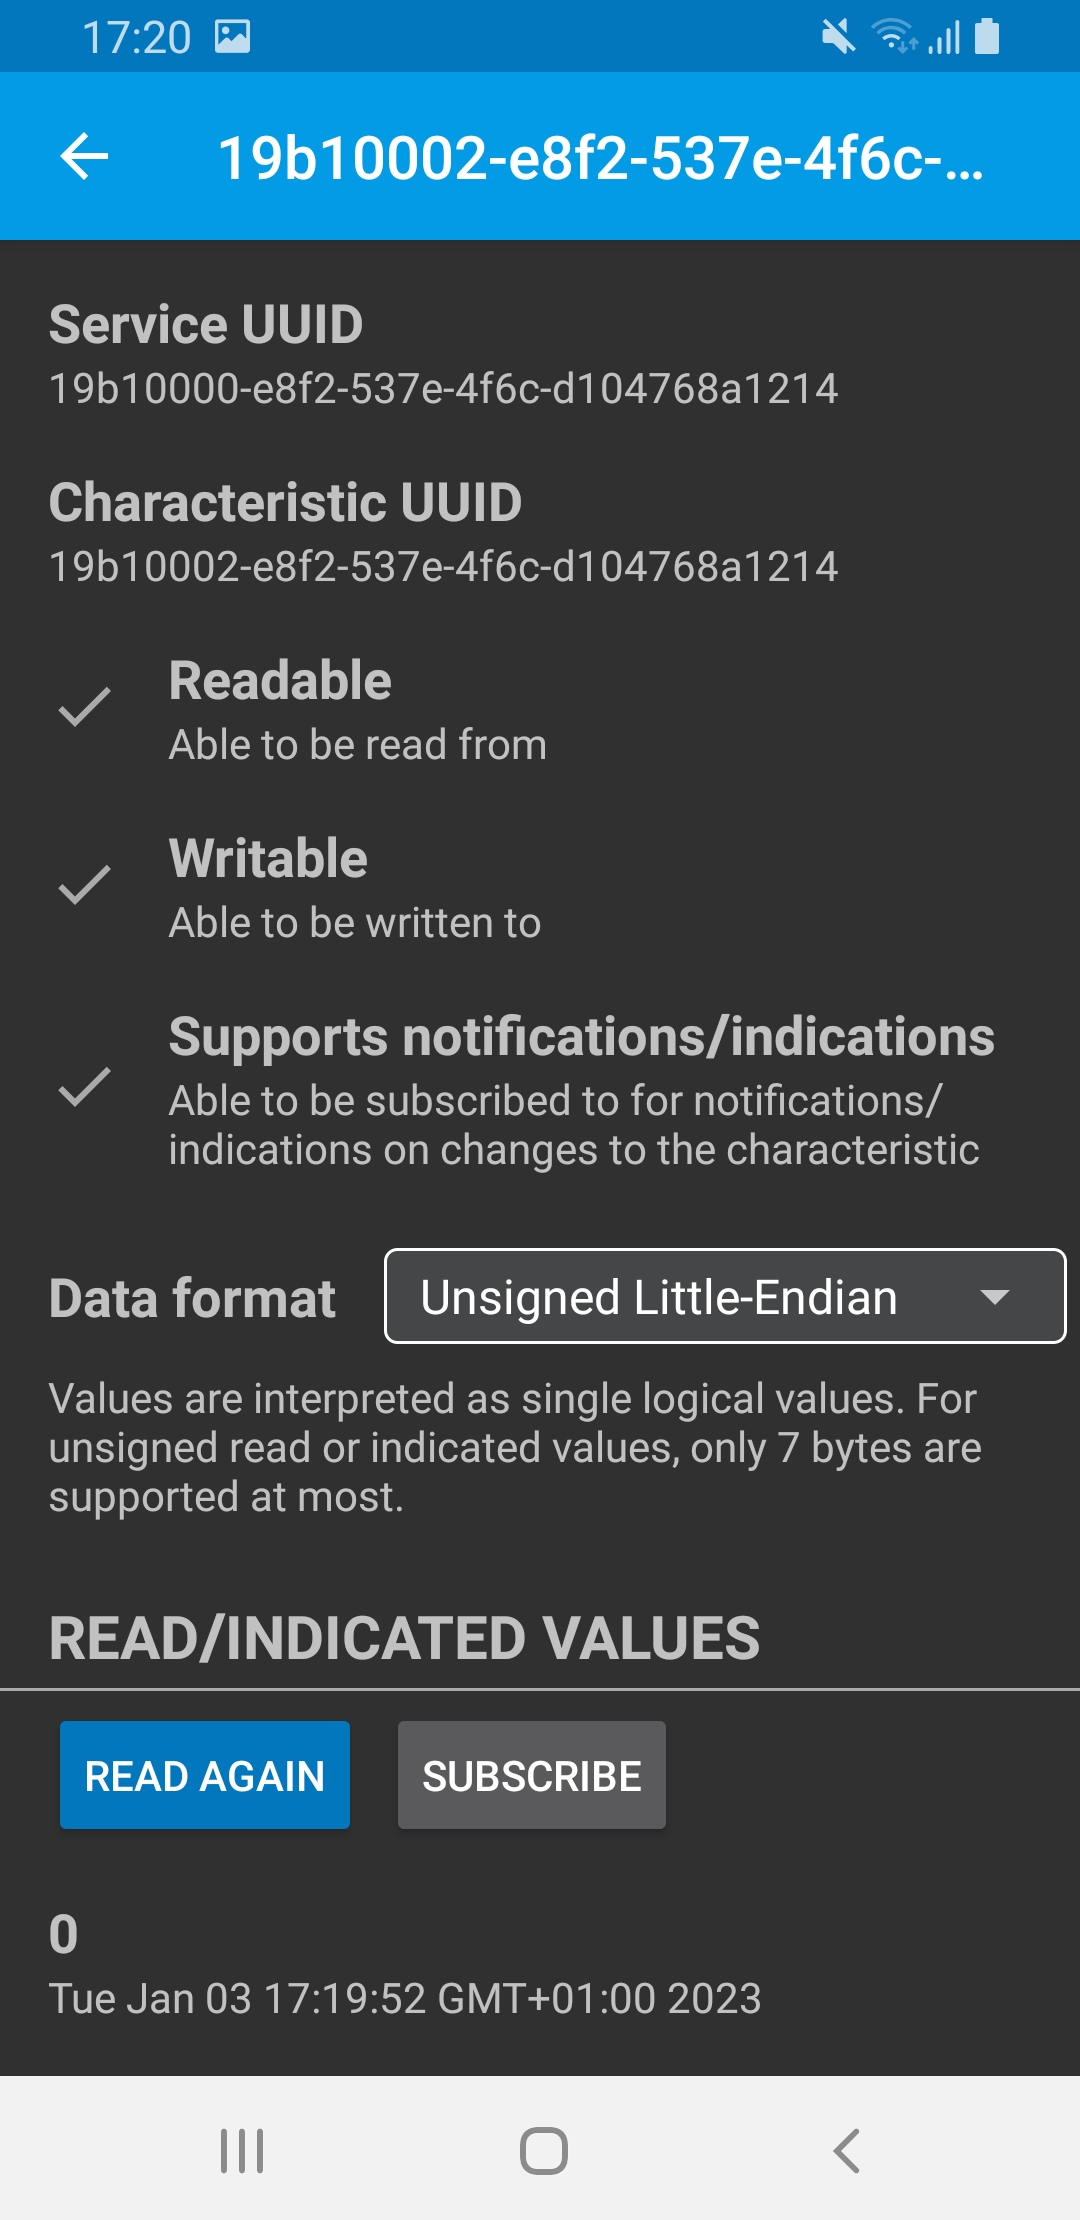 17:20
19b10002-e8f2-537e-4f6c-...
Service UUID
19b10000-e8f2-537e-4f6c-d104768a1214
Characteristic UUID
19b10002-e8f2-537e-4f6c-d104768a1214
Readable
Able to be read from
Writable
Able to be written to
Supports notifications/indications
Able to be subscribed to for notifications/
indications on changes to the characteristic
Data format
Unsigned Little-Endian
Values are interpreted as single logical values. For
unsigned read or indicated values, only 7 bytes are
supported at most.
READ/INDICATED VALUES
READ AGAIN
SUBSCRIBE
0
Tue Jan 03 17:19:52 GMT+01:00 2023